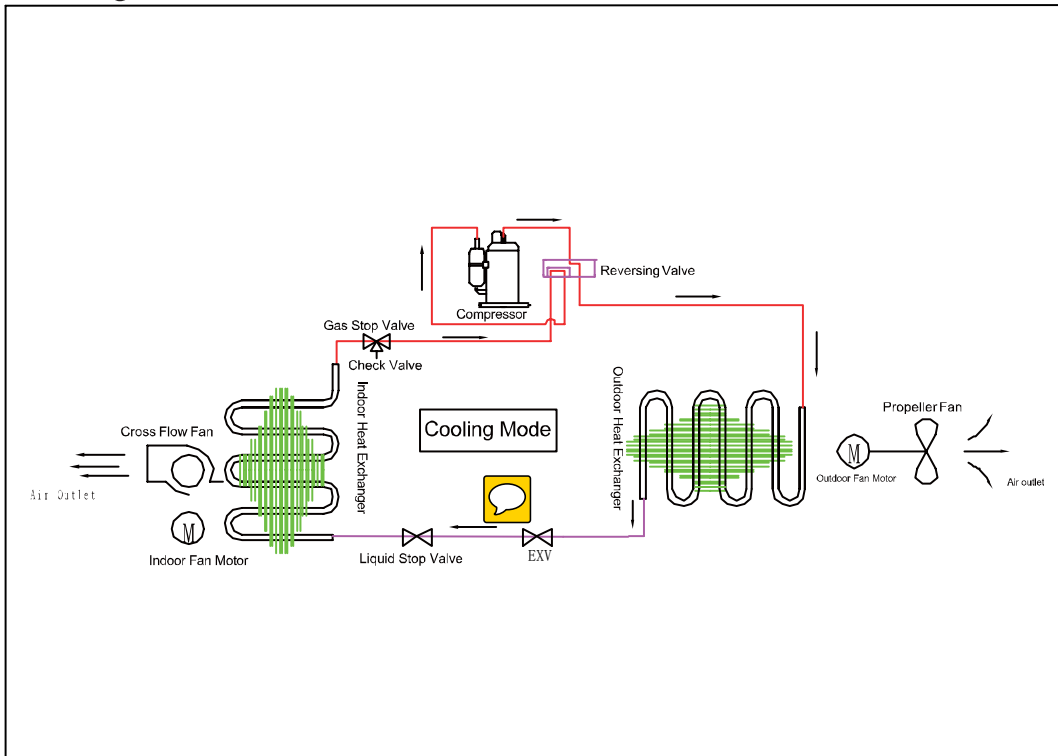 Reversing Valve
Compressor
Gas Stop Valve
Check Valve
Indoor Heat Exchanger
Outdoor Heat Exchanger
Cooling Mode
Propeller Fan
M
Outdoor Fan Motor
Air outlet
Cross Flow Fan
Air Outlet
M
Indoor Fan Motor
Liquid Stop Valve
EXV